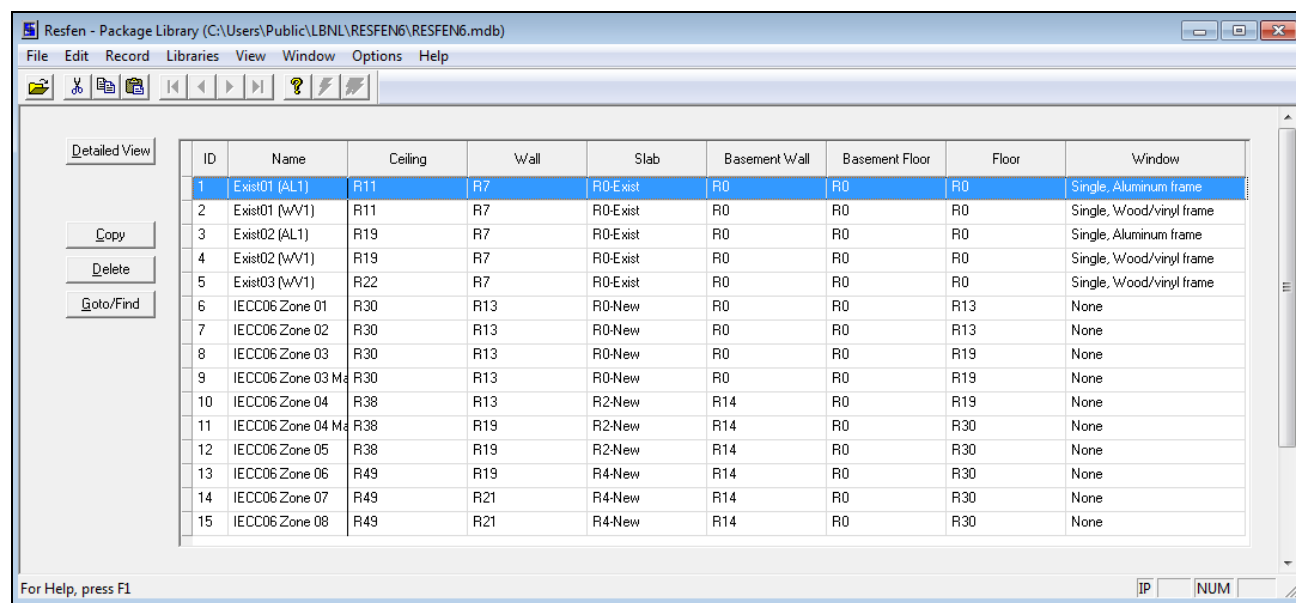 Resfen - Package Library (C:\Users\Public\LBNL\RESFEN6\RESFEN6.mdb)
File Edit Record Libraries View Window Options Help
Detailed View
Copy
Delete
Goto/Find
ID Name Ceiling Wall Slab Basement Wall Basement Floor Floor Window
1 Exist01 (AL1) R11 R7 R0-Exist R0 R0 R0 Single, Aluminum frame
2 Exist01 (WV1) R11 R7 R0-Exist R0 R0 R0 Single, Wood/vinyl frame
3 Exist02 (AL1) R19 R7 R0-Exist R0 R0 R0 Single, Aluminum frame
4 Exist02 (WV1) R19 R7 R0-Exist R0 R0 R0 Single, Wood/vinyl frame
5 Exist03 (WV1) R22 R7 R0-Exist R0 R0 R0 Single, Wood/vinyl frame
6 IECC06 Zone 01 R30 R13 R0-New R0 R0 R13 None
7 IECC06 Zone 02 R30 R13 R0-New R0 R0 R13 None
8 IECC06 Zone 03 R30 R13 R0-New R0 R0 R19 None
9 IECC06 Zone 03 Ma R30 R13 R0-New R0 R0 R19 None
10 IECC06 Zone 04 R38 R13 R2-New R14 R0 R19 None
11 IECC06 Zone 04 Ma R38 R19 R2-New R14 R0 R30 None
12 IECC06 Zone 05 R38 R19 R2-New R14 R0 R30 None
13 IECC06 Zone 06 R49 R19 R4-New R14 R0 R30 None
14 IECC06 Zone 07 R49 R21 R4-New R14 R0 R30 None
15 IECC06 Zone 08 R49 R21 R4-New R14 R0 R30 None
For Help, press F1 IP NUM